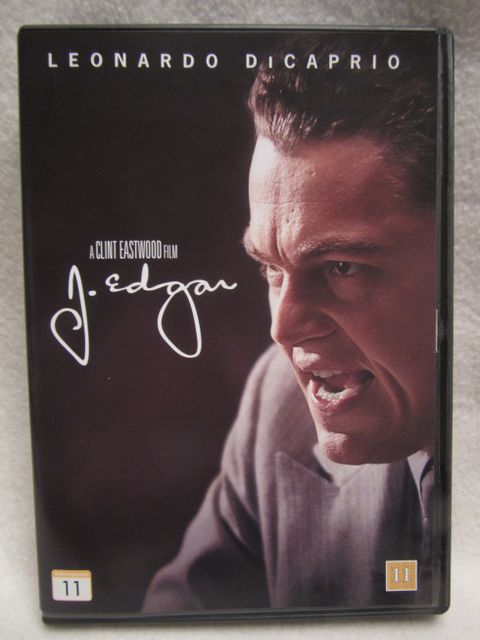 LEONARDO DiCAPRIO
A CLINT EASTWOOD FILM
J. Edgar
11
11